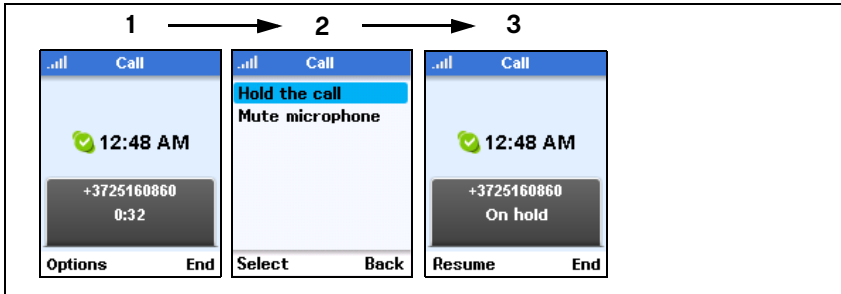 1 2 3
Call
12:48 AM
+3725160860
0:32
Options End
Call
Hold the call
Mute microphone
Select Back
Call
12:48 AM
+3725160860
On hold
Resume End